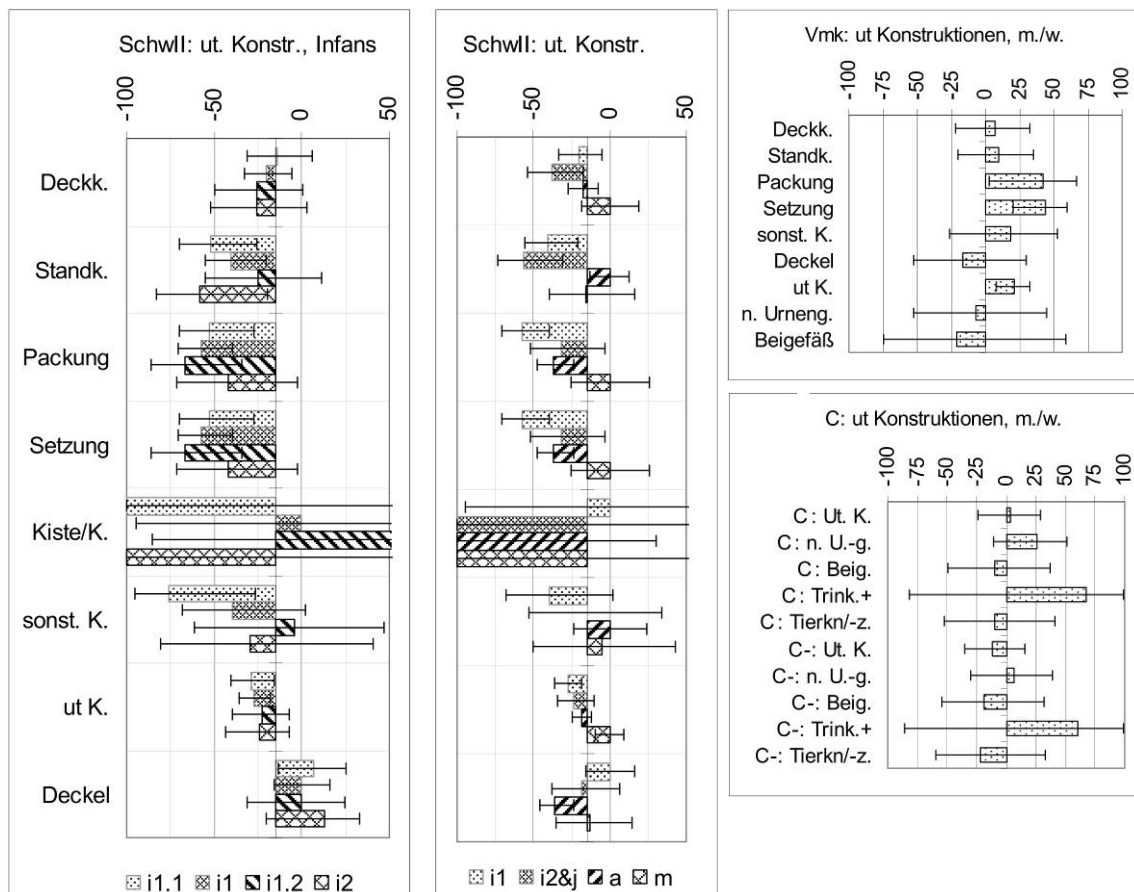 SchwII: ut. Konstr., Infans
-100 -50 0 50
Deckk.
Standk.
Packung
Setzung
Kiste/K.
sonst. K.
ut K.
Deckel
i1.1 i1 i1.2 i2
SchwII: ut. Konstr.
-100 -50 0 50
i1 i2&j a m
Vmk: ut Konstruktionen, m./w.
-100 -75 -50 -25 0 25 50 75 100
Deckk.
Standk.
Packung
Setzung
sonst. K.
Deckel
ut K.
n. Urneng.
Beigefäß
C: ut Konstruktionen, m./w.
-100 -75 -50 -25 0 25 50 75 100
C: Ut. K.
C: n. U.-g.
C: Beig.
C: Trink.+
C: Tierkn/-z.
C-: Ut. K.
C-: n. U.-g.
C-: Beig.
C-: Trink.+
C-: Tierkn/-z.